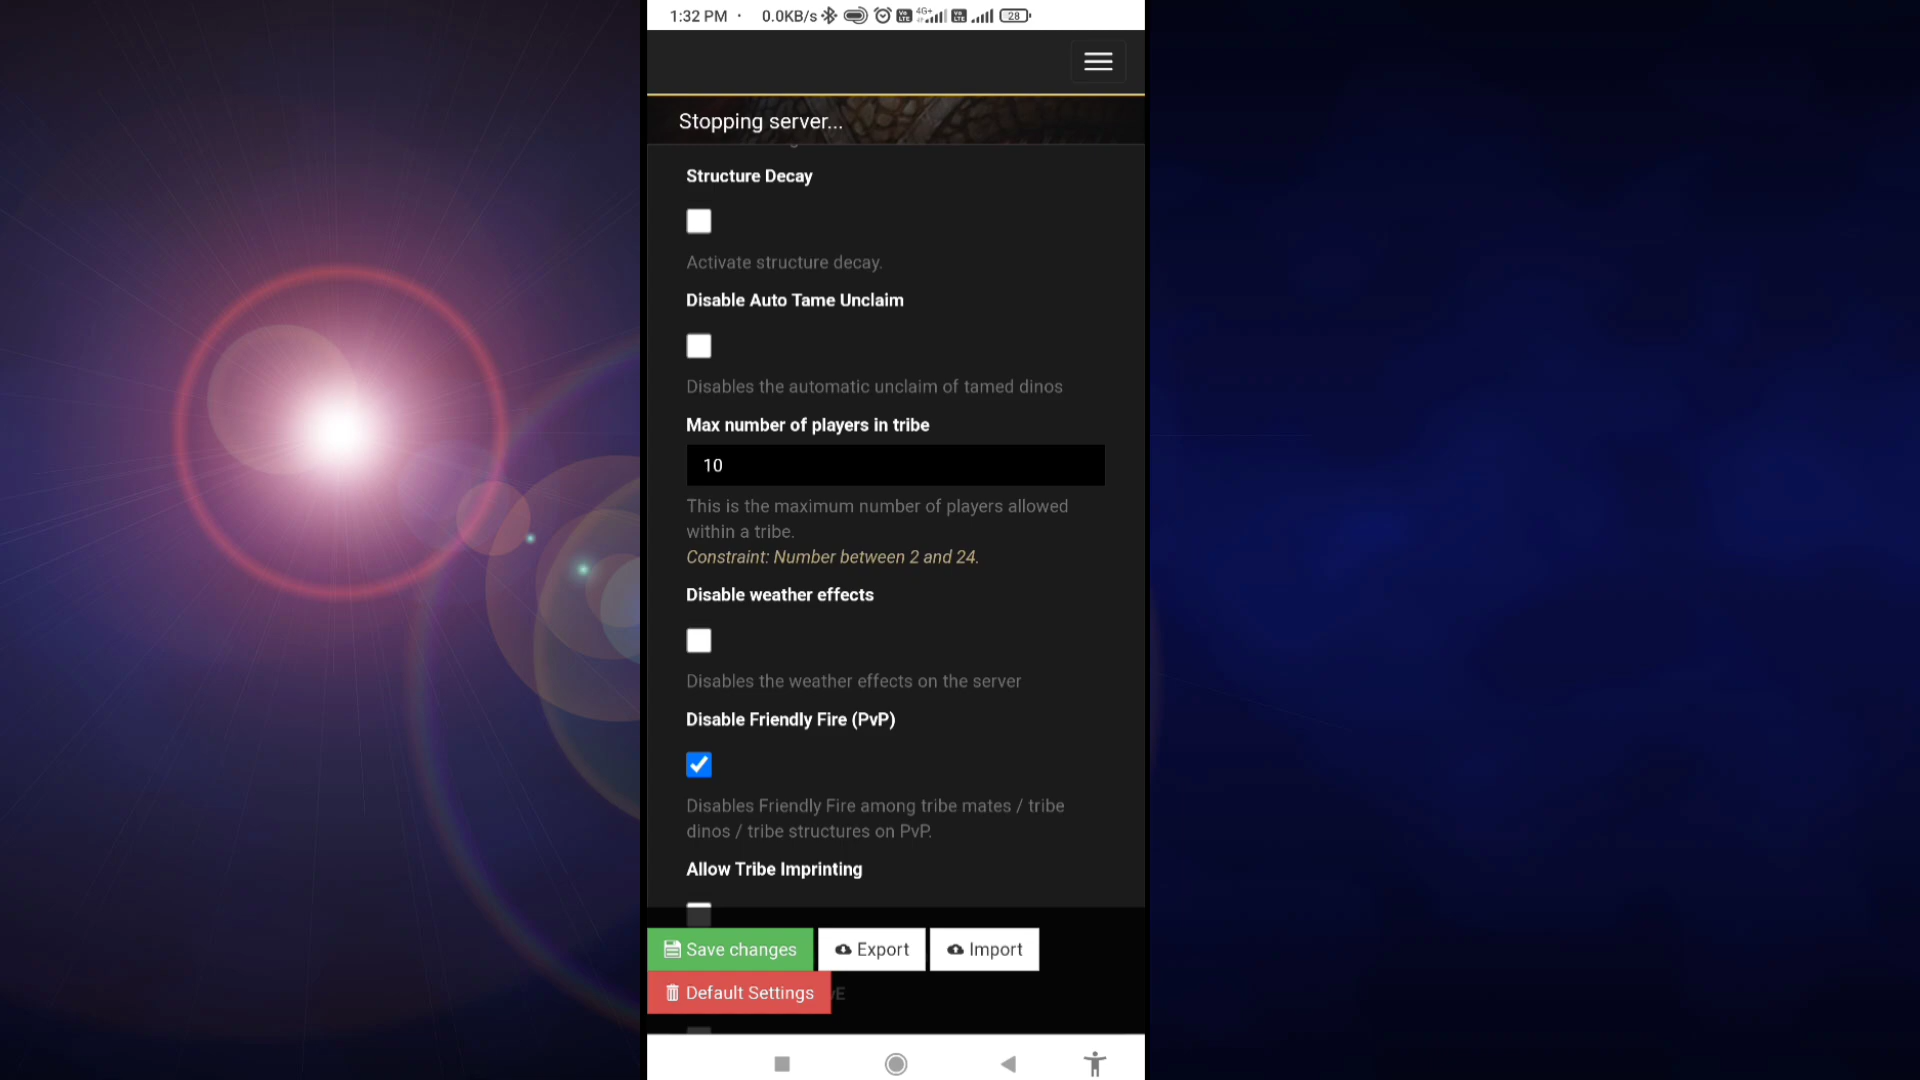 1:32 PM · 0.0KB/s 4G+ 28
Stopping server...
Structure Decay
Activate structure decay.
Disable Auto Tame Unclaim
Disables the automatic unclaim of tamed dinos
Max number of players in tribe
10
This is the maximum number of players allowed
within a tribe.
Constraint: Number between 2 and 24.
Disable weather effects
Disables the weather effects on the server
Disable Friendly Fire (PvP)
Disables Friendly Fire among tribe mates / tribe
dinos / tribe structures on PvP.
Allow Tribe Imprinting
Save changes Export Import
Default Settings